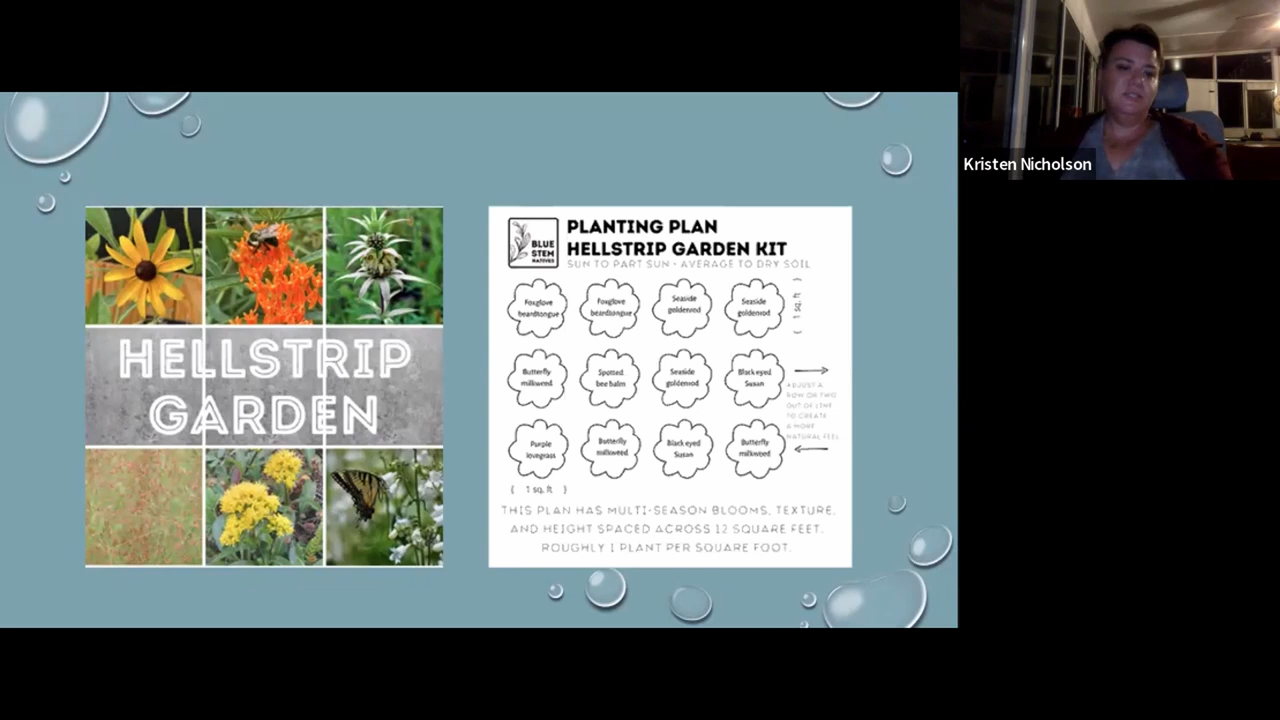 HELLSTRIP
GARDEN
BLUE
STEM
NATIVES
PLANTING PLAN
HELLSTRIP GARDEN KIT
SUN TO PART SUN - AVERAGE TO DRY SOIL
Foxglove
beardtongue
Foxglove
beardtongue
Seaside
goldenrod
Seaside
goldenrod
( 1 sq. ft )
Butterfly
milkweed
Spotted
bee balm
Seaside
goldenrod
Black eyed
Susan
ADJUST A
ROW OR TWO
OUT OF LINE
TO CREATE
A MORE
NATURAL FEEL
Purple
lovegrass
Butterfly
milkweed
Black eyed
Susan
Butterfly
milkweed
( 1 sq. ft )
THIS PLAN HAS MULTI-SEASON BLOOMS, TEXTURE,
AND HEIGHT SPACED ACROSS 12 SQUARE FEET.
ROUGHLY 1 PLANT PER SQUARE FOOT.
Kristen Nicholson